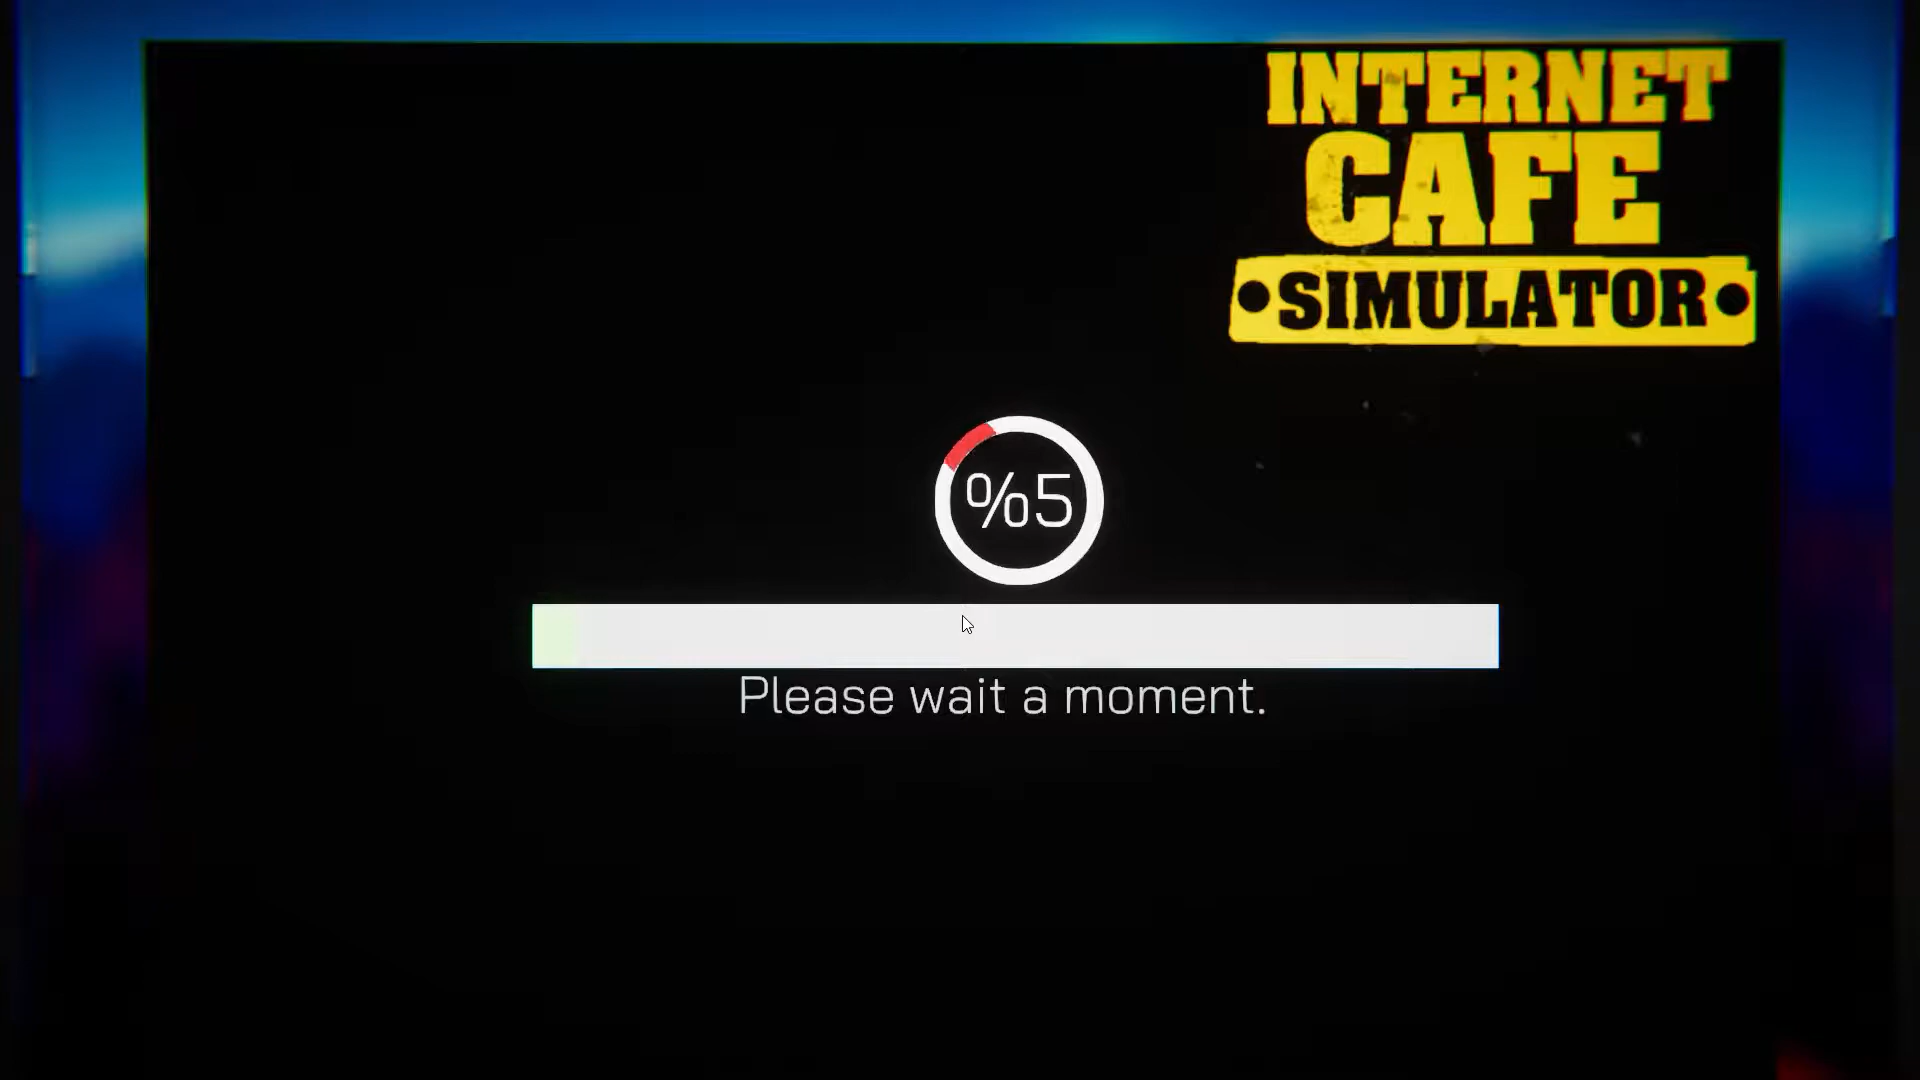 INTERNET
CAFE
SIMULATOR
%5
Please wait a moment.